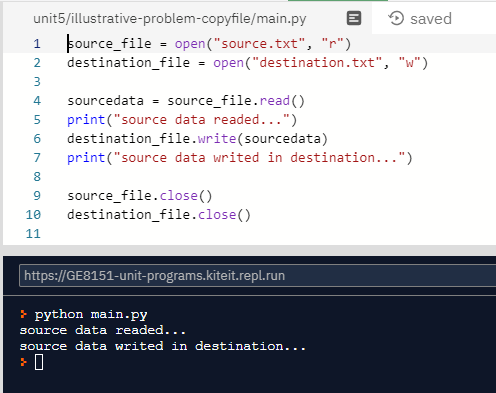 unit5/illustrative-problem-copyfile/main.py saved
1 source_file = open("source.txt", "r")
2 destination_file = open("destination.txt", "w")
3
4 sourcedata = source_file.read()
5 print("source data readed...")
6 destination_file.write(sourcedata)
7 print("source data writed in destination...")
8
9 source_file.close()
10 destination_file.close()
11
https://GE8151-unit-programs.kiteit.repl.run
> python main.py
source data readed...
source data writed in destination...
>